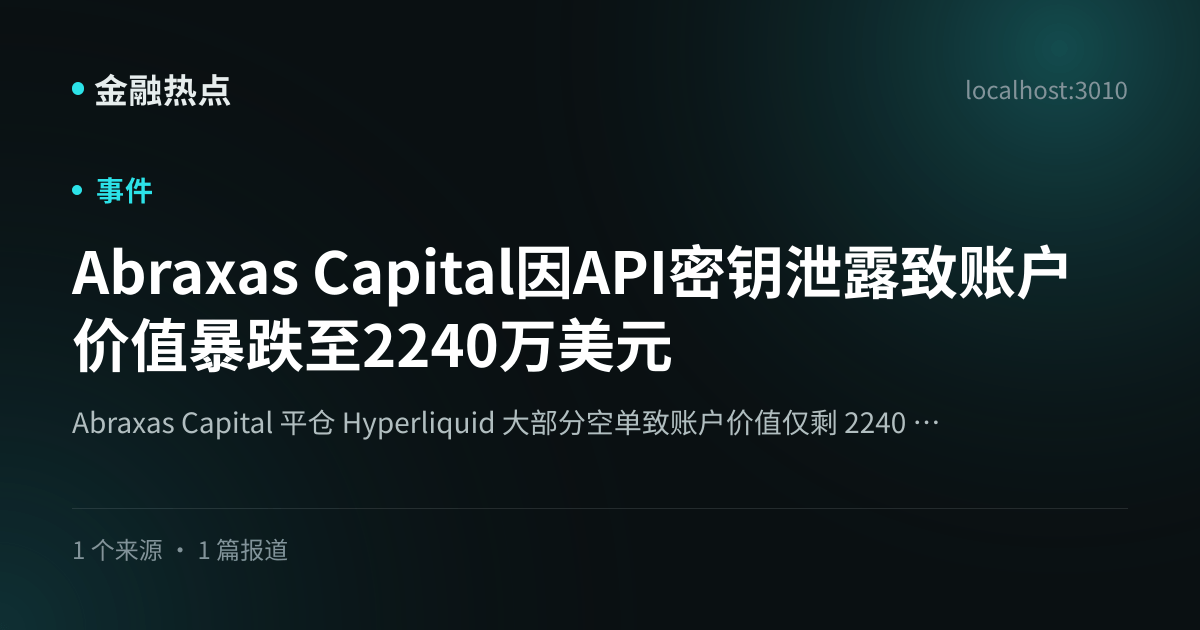 金融热点
localhost:3010
事件
Abraxas Capital因API密钥泄露致账户
价值暴跌至2240万美元
Abraxas Capital 平仓 Hyperliquid 大部分空单致账户价值仅剩 2240 …
1 个来源 • 1 篇报道